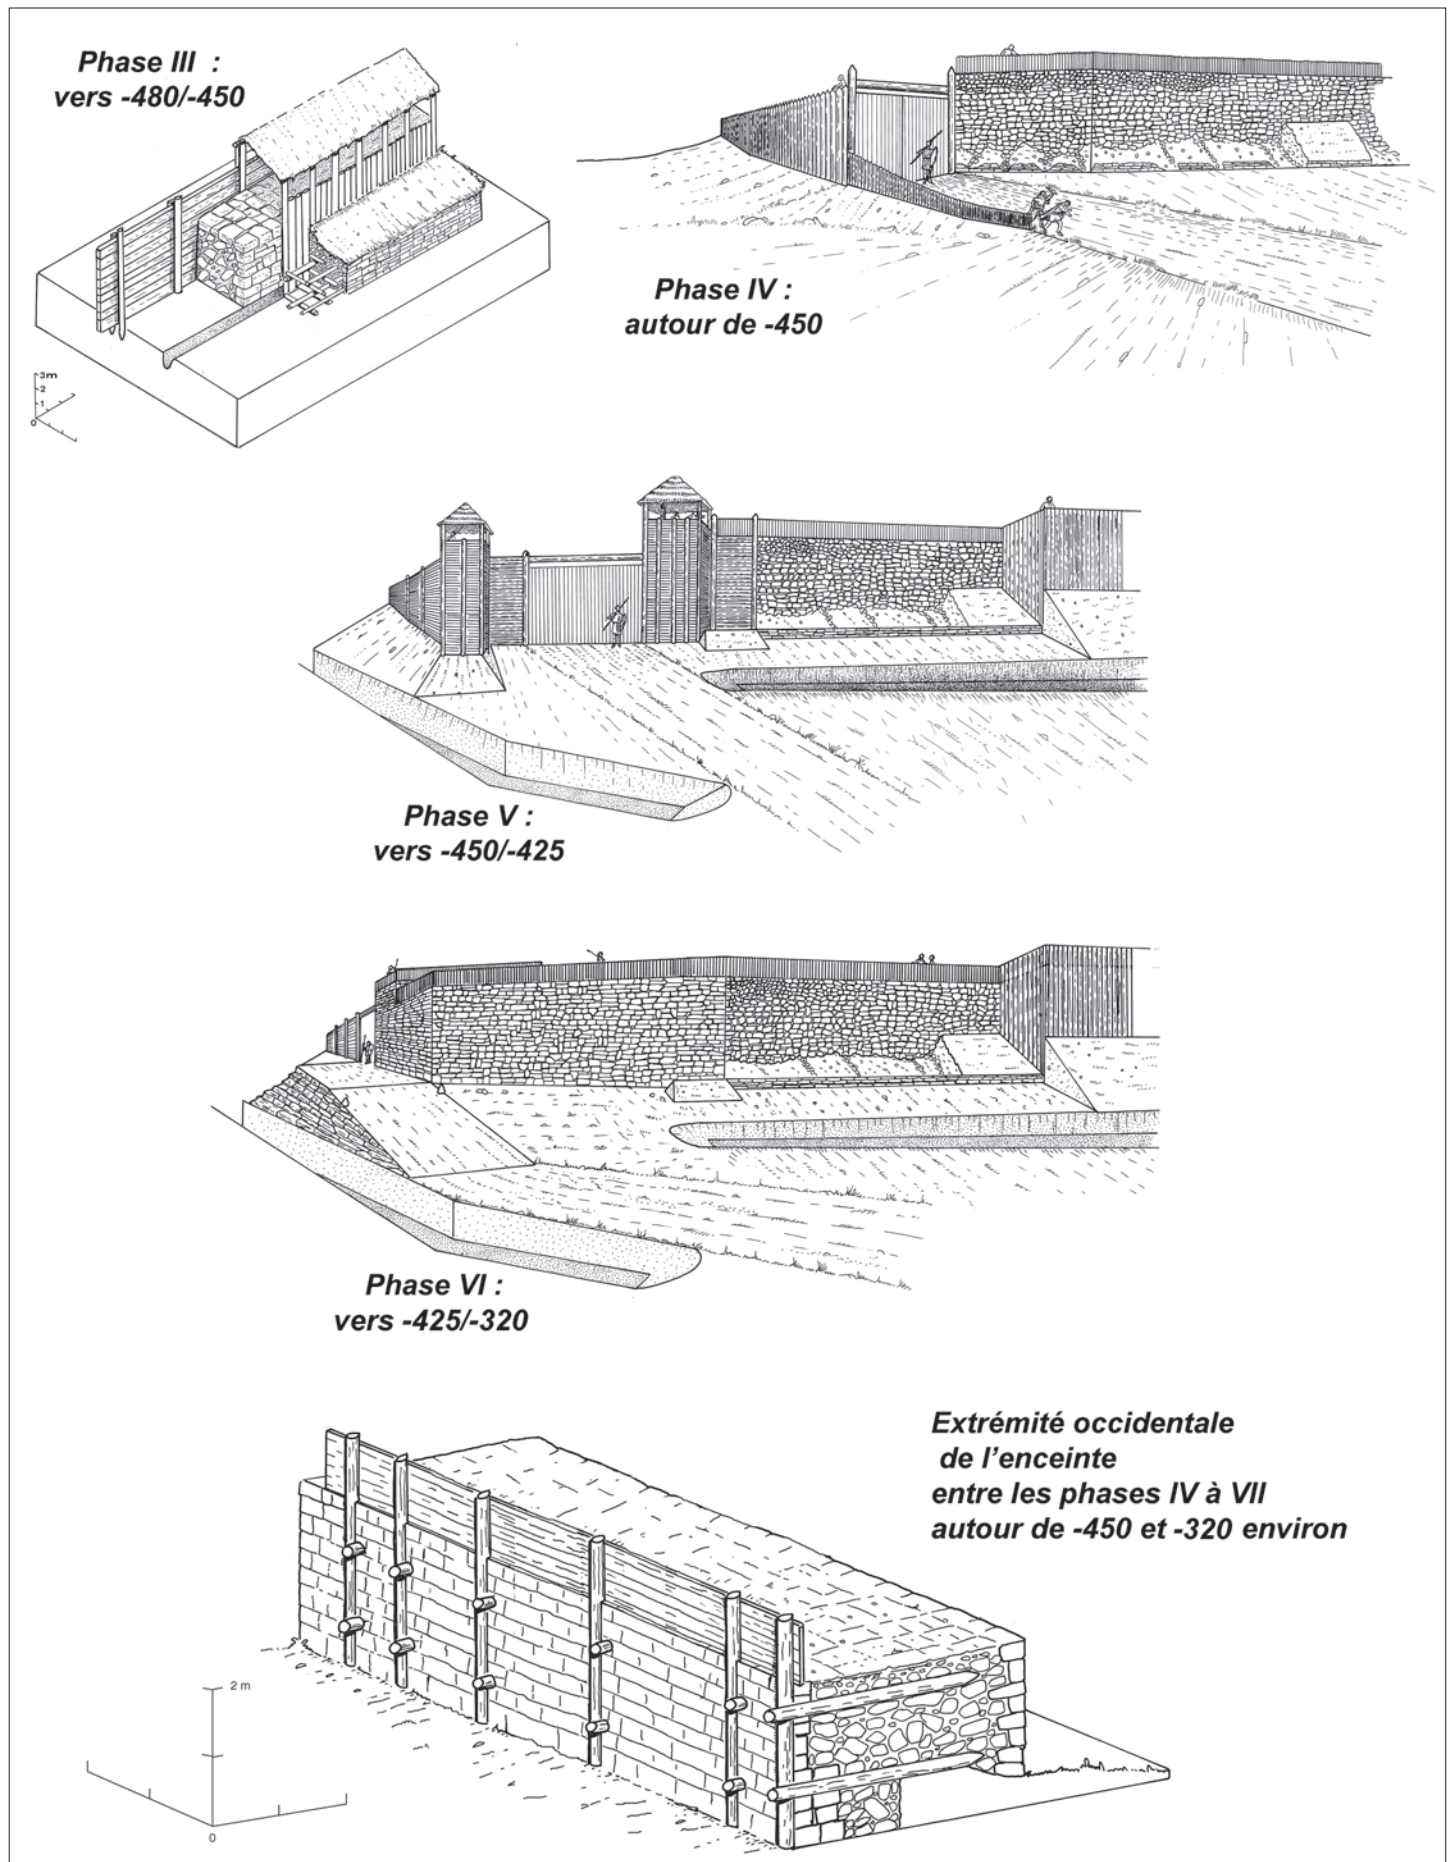 Phase III :
vers -480/-450
3m
2
1
0
Phase IV :
autour de -450
Phase V :
vers -450/-425
Phase VI :
vers -425/-320
Extrémité occidentale
de l'enceinte
entre les phases IV à VII
autour de -450 et -320 environ
2 m
0